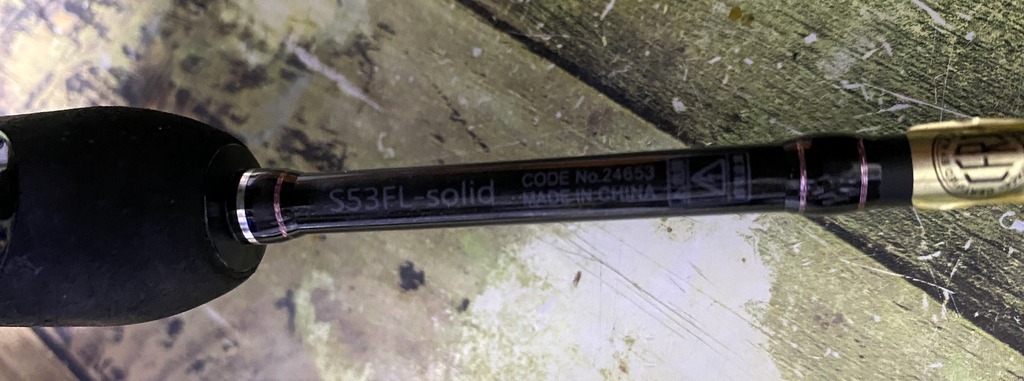 S53FL-solid
CODE No.24653
MADE IN CHINA